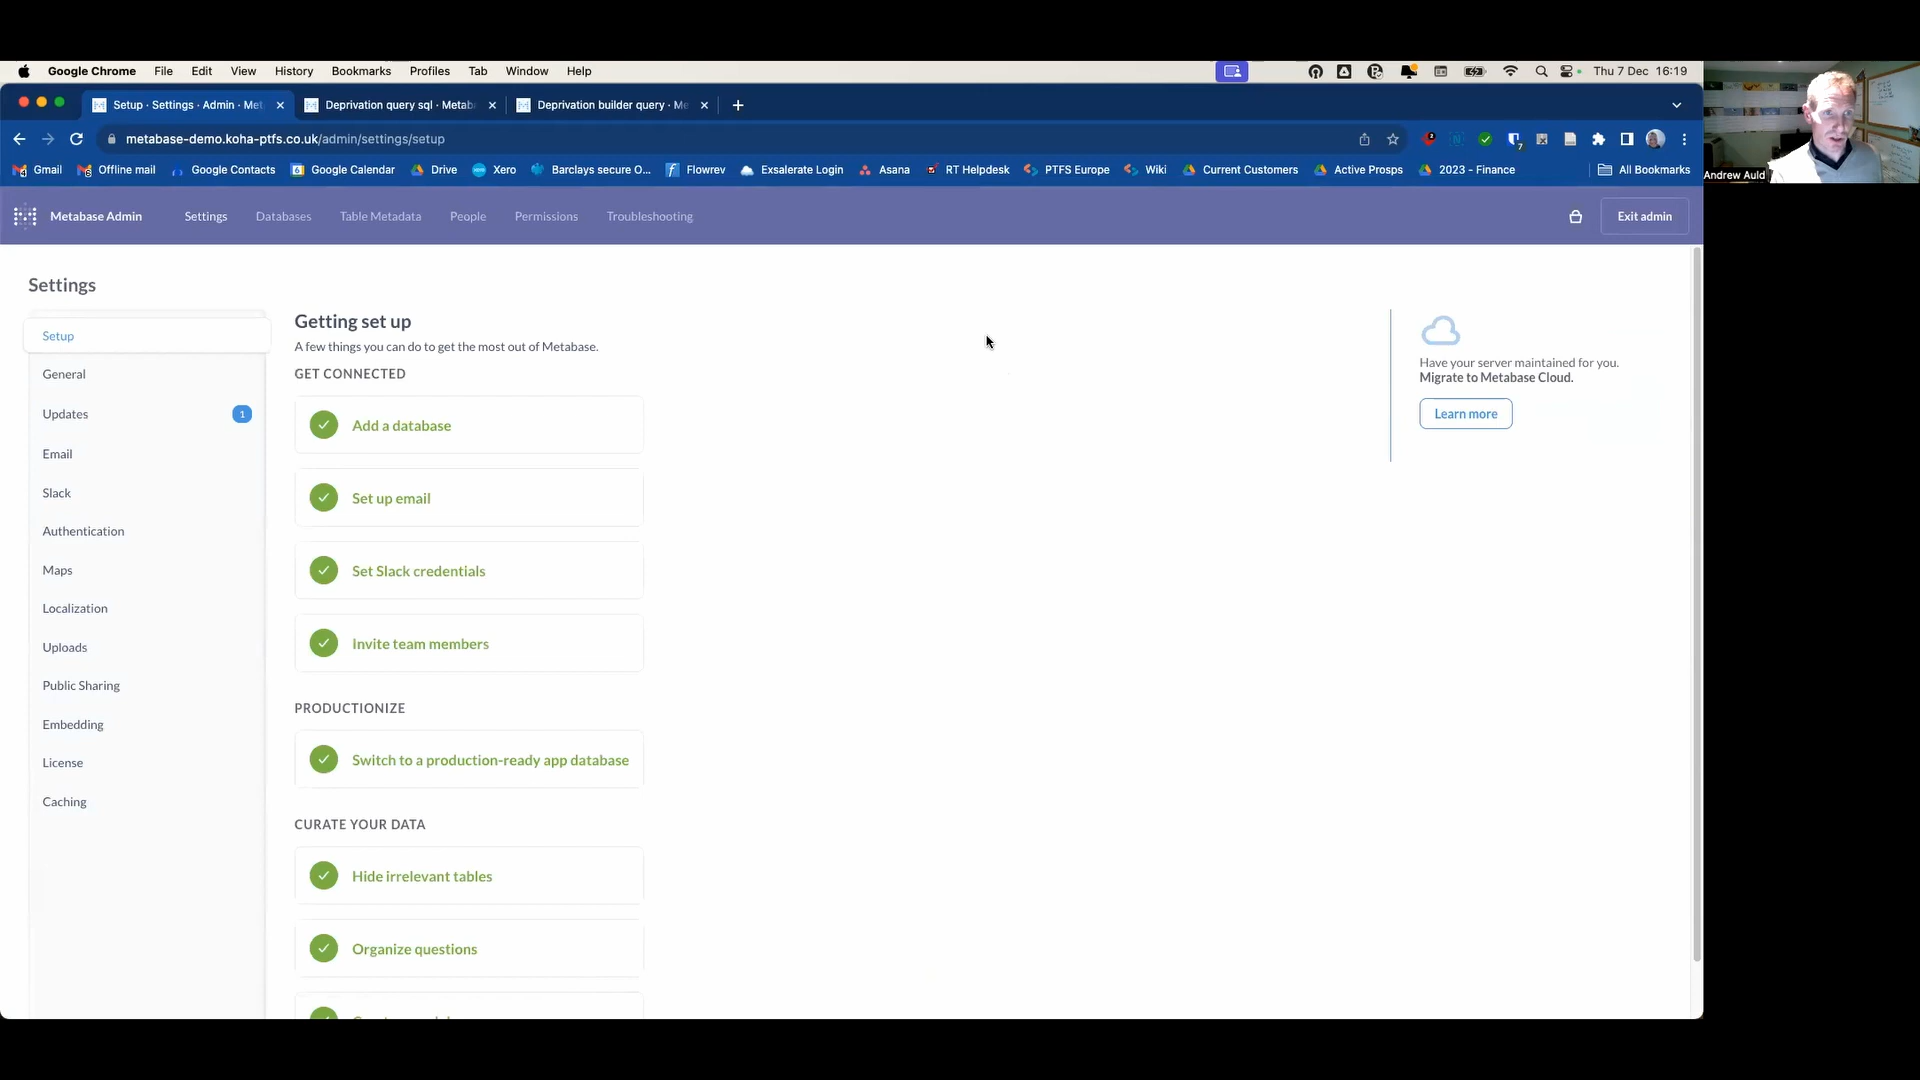 Google Chrome File Edit View History Bookmarks Profiles Tab Window Help Thu 7 Dec 16:19
Setup · Settings · Admin · Met Deprivation query sql · Metab Deprivation builder query · Me
metabase-demo.koha-ptfs.co.uk/admin/settings/setup
Gmail Offline mail Google Contacts Google Calendar Drive Xero Barclays secure O... Flowrev Exsalerate Login Asana RT Helpdesk PTFS Europe Wiki Current Customers Active Prosps 2023 - Finance All Bookmarks
Andrew Auld
Metabase Admin Settings Databases Table Metadata People Permissions Troubleshooting Exit admin
Settings
Setup
General
Updates 1
Email
Slack
Authentication
Maps
Localization
Uploads
Public Sharing
Embedding
License
Caching
Getting set up
A few things you can do to get the most out of Metabase.
GET CONNECTED
Add a database
Set up email
Set Slack credentials
Invite team members
PRODUCTIONIZE
Switch to a production-ready app database
CURATE YOUR DATA
Hide irrelevant tables
Organize questions
Have your server maintained for you.
Migrate to Metabase Cloud.
Learn more